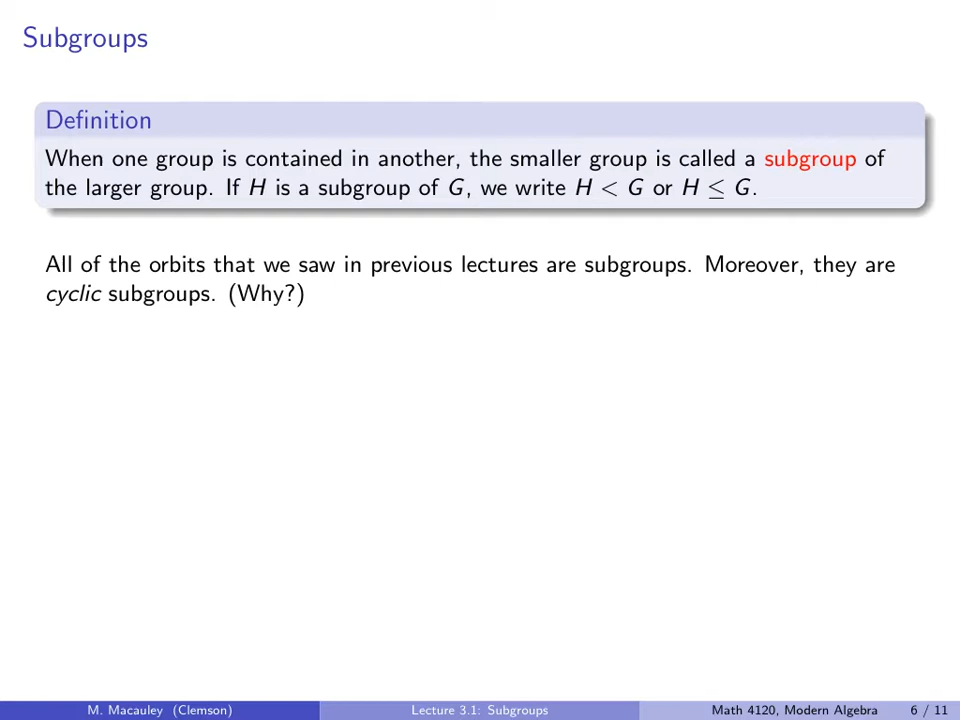 Subgroups
Definition
When one group is contained in another, the smaller group is called a subgroup of
the larger group. If H is a subgroup of G, we write H < G or H ≤ G.
All of the orbits that we saw in previous lectures are subgroups. Moreover, they are
cyclic subgroups. (Why?)
M. Macauley (Clemson) Lecture 3.1: Subgroups Math 4120, Modern Algebra 6 / 11